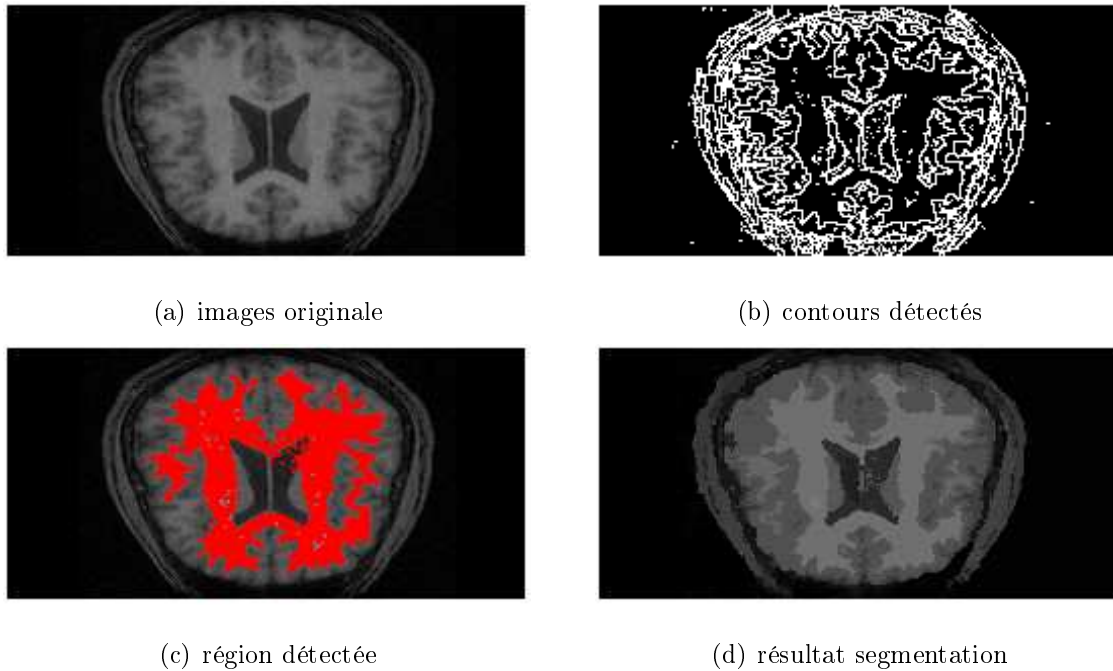 (a) images originale
(b) contours détectés
(c) région détectée
(d) résultat segmentation